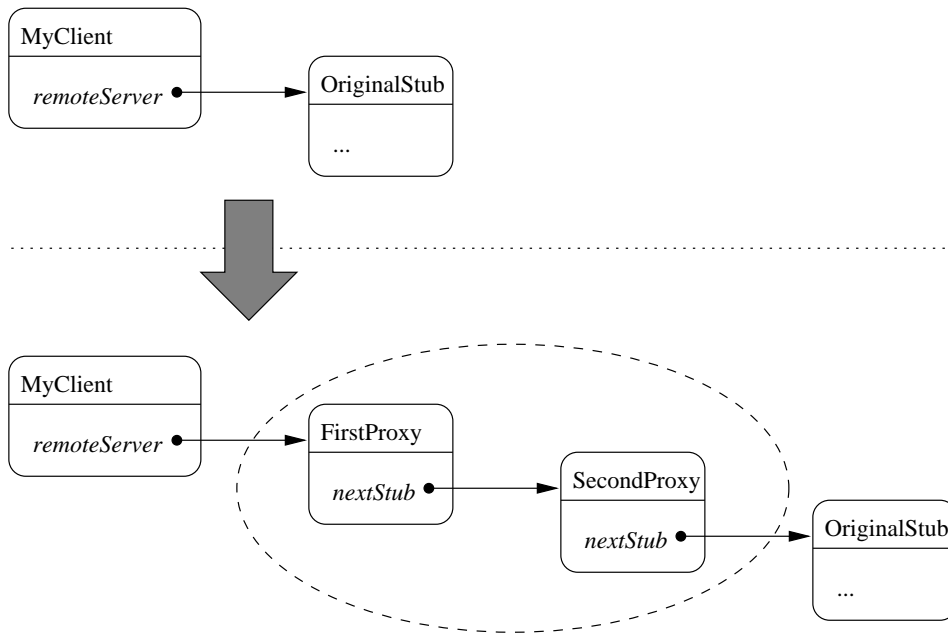 MyClient
remoteServer
OriginalStub
...
MyClient
remoteServer
FirstProxy
nextStub
SecondProxy
nextStub
OriginalStub
...